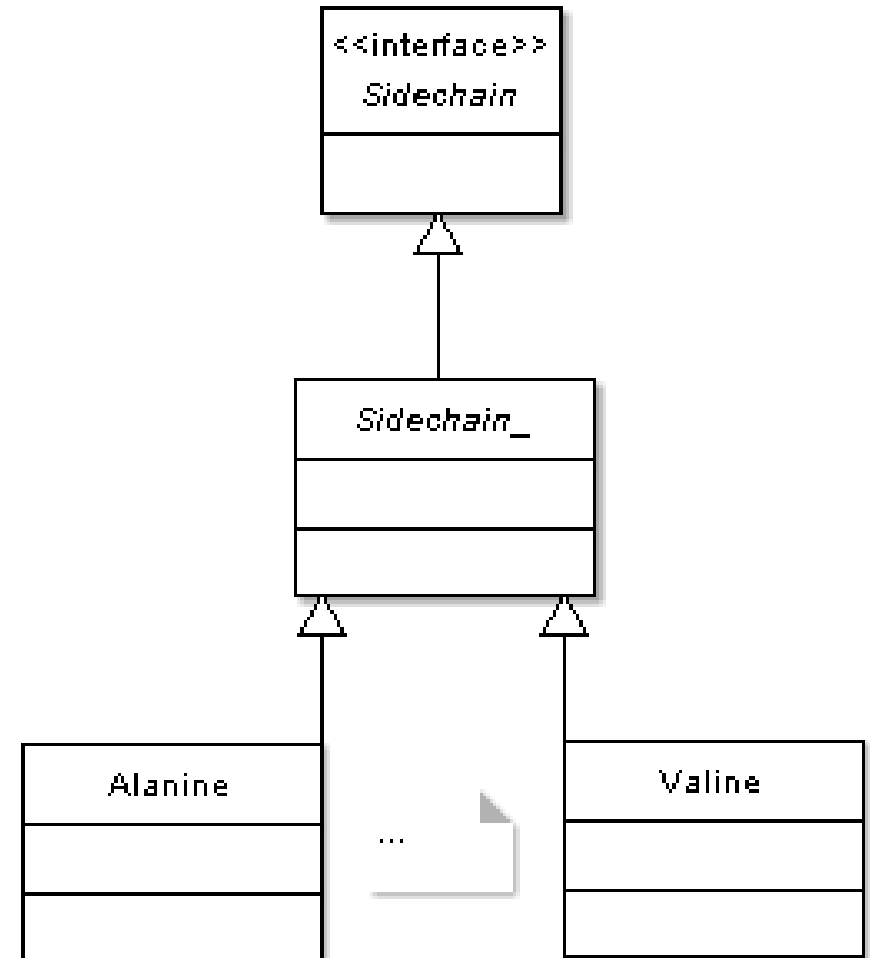 <<interface>>
Sidechain
Sidechain_
Alanine
...
Valine